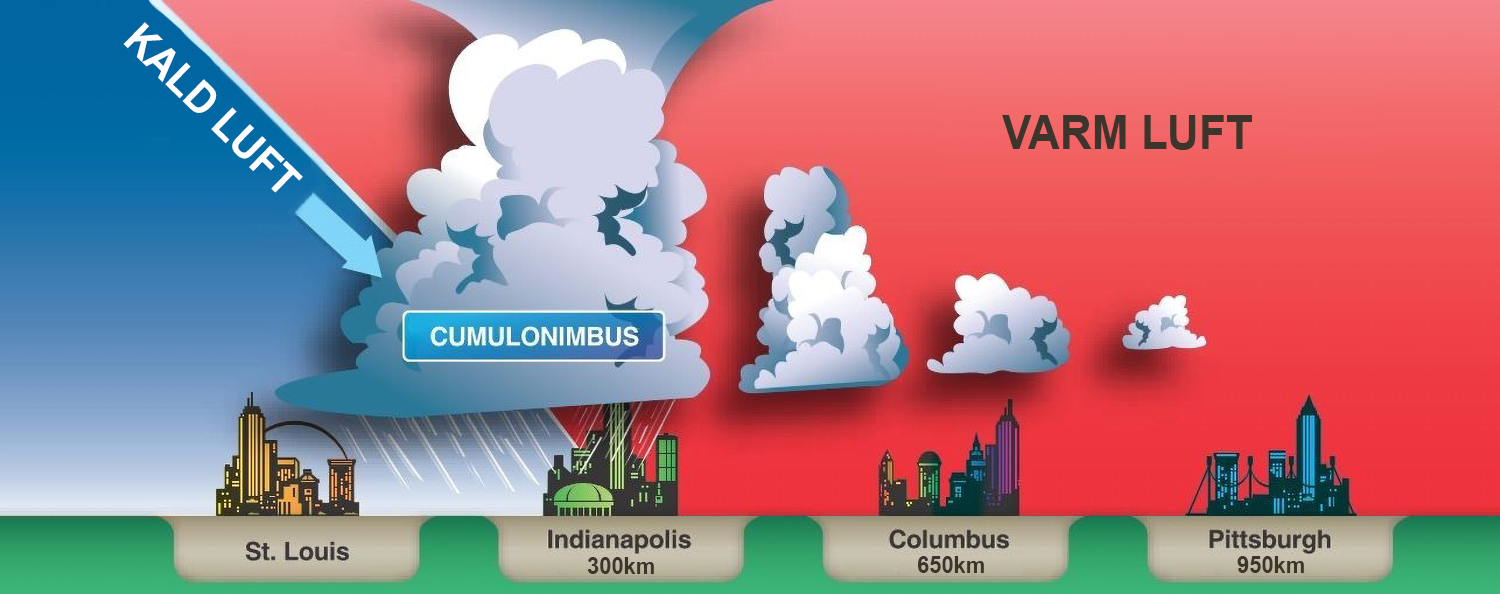 KALD LUFT
VARM LUFT
CUMULONIMBUS
St. Louis
Indianapolis
300km
Columbus
650km
Pittsburgh
950km